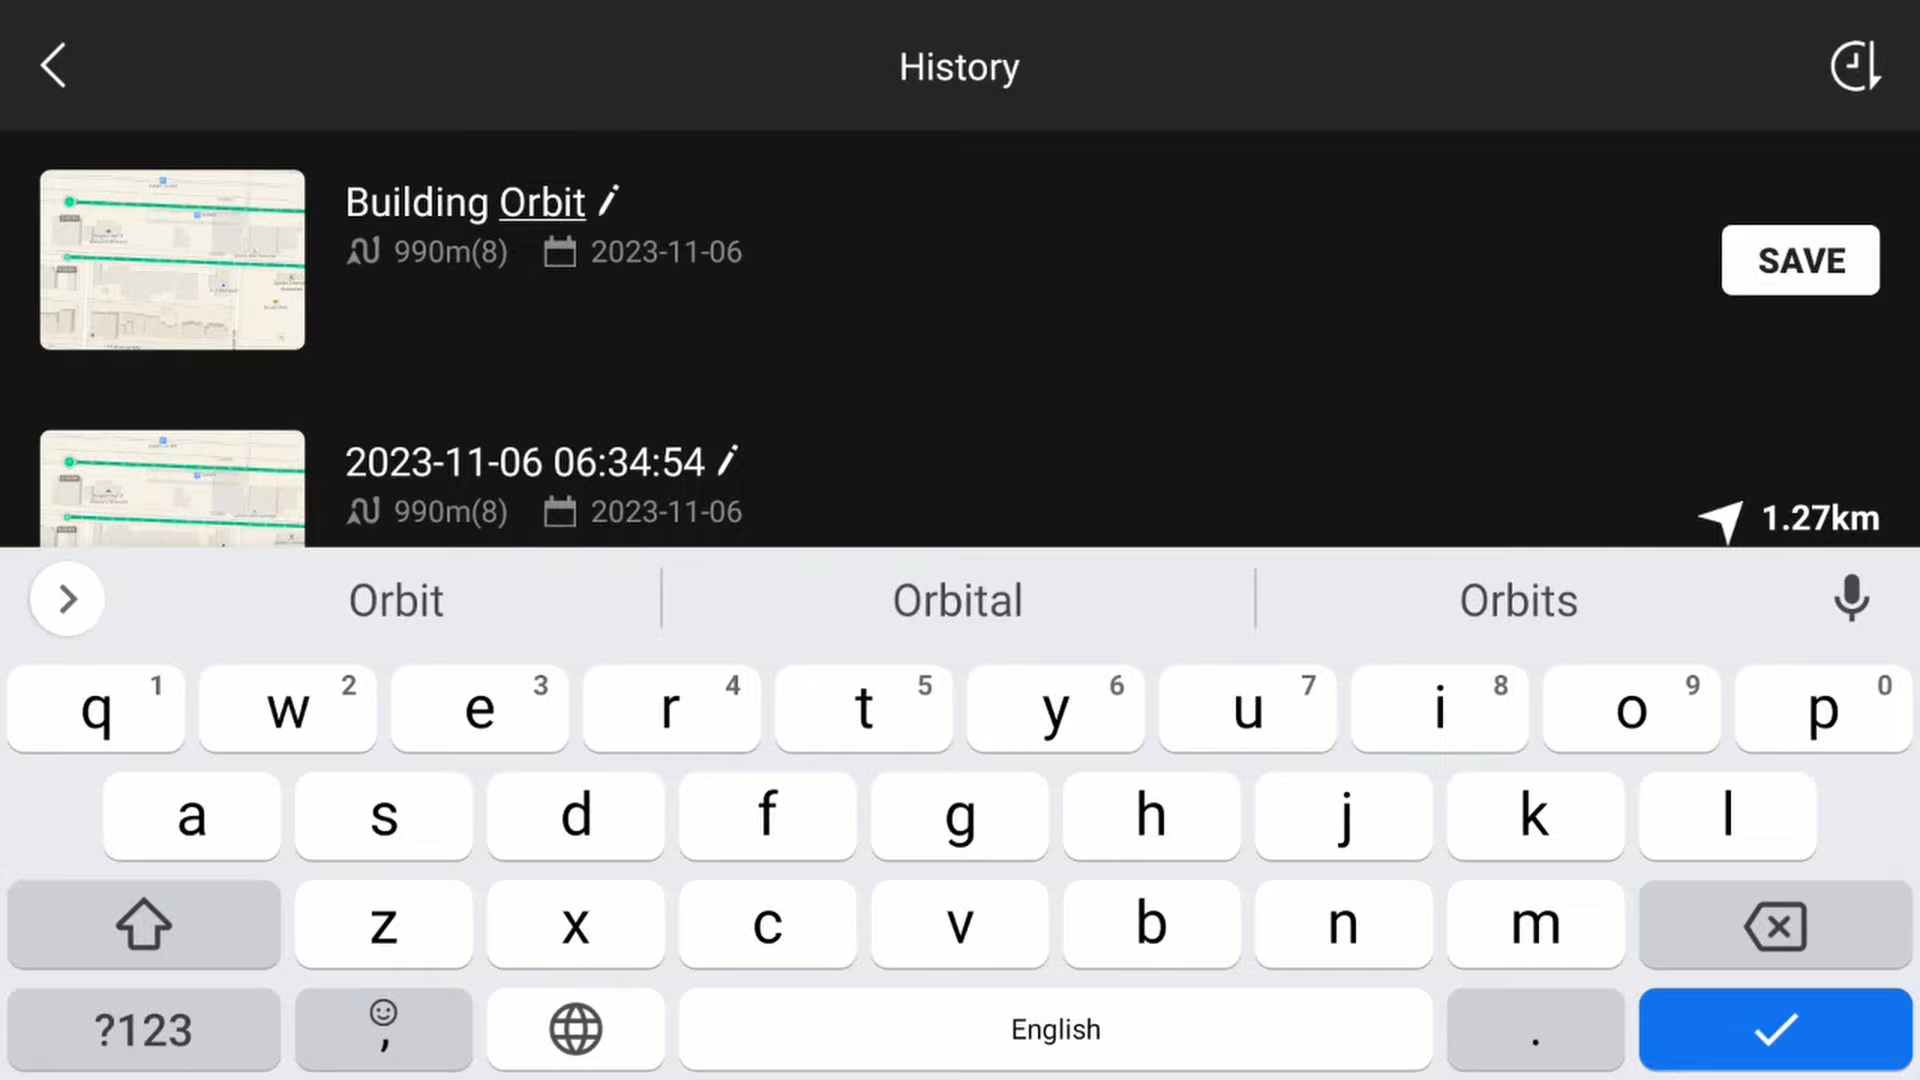 History
Building Orbit
990m(8) 2023-11-06
SAVE
2023-11-06 06:34:54
990m(8) 2023-11-06
1.27km
Orbit Orbital Orbits
q 1 w 2 e 3 r 4 t 5 y 6 u 7 i 8 o 9 p 0
a s d f g h j k l
z x c v b n m
?123 , English .